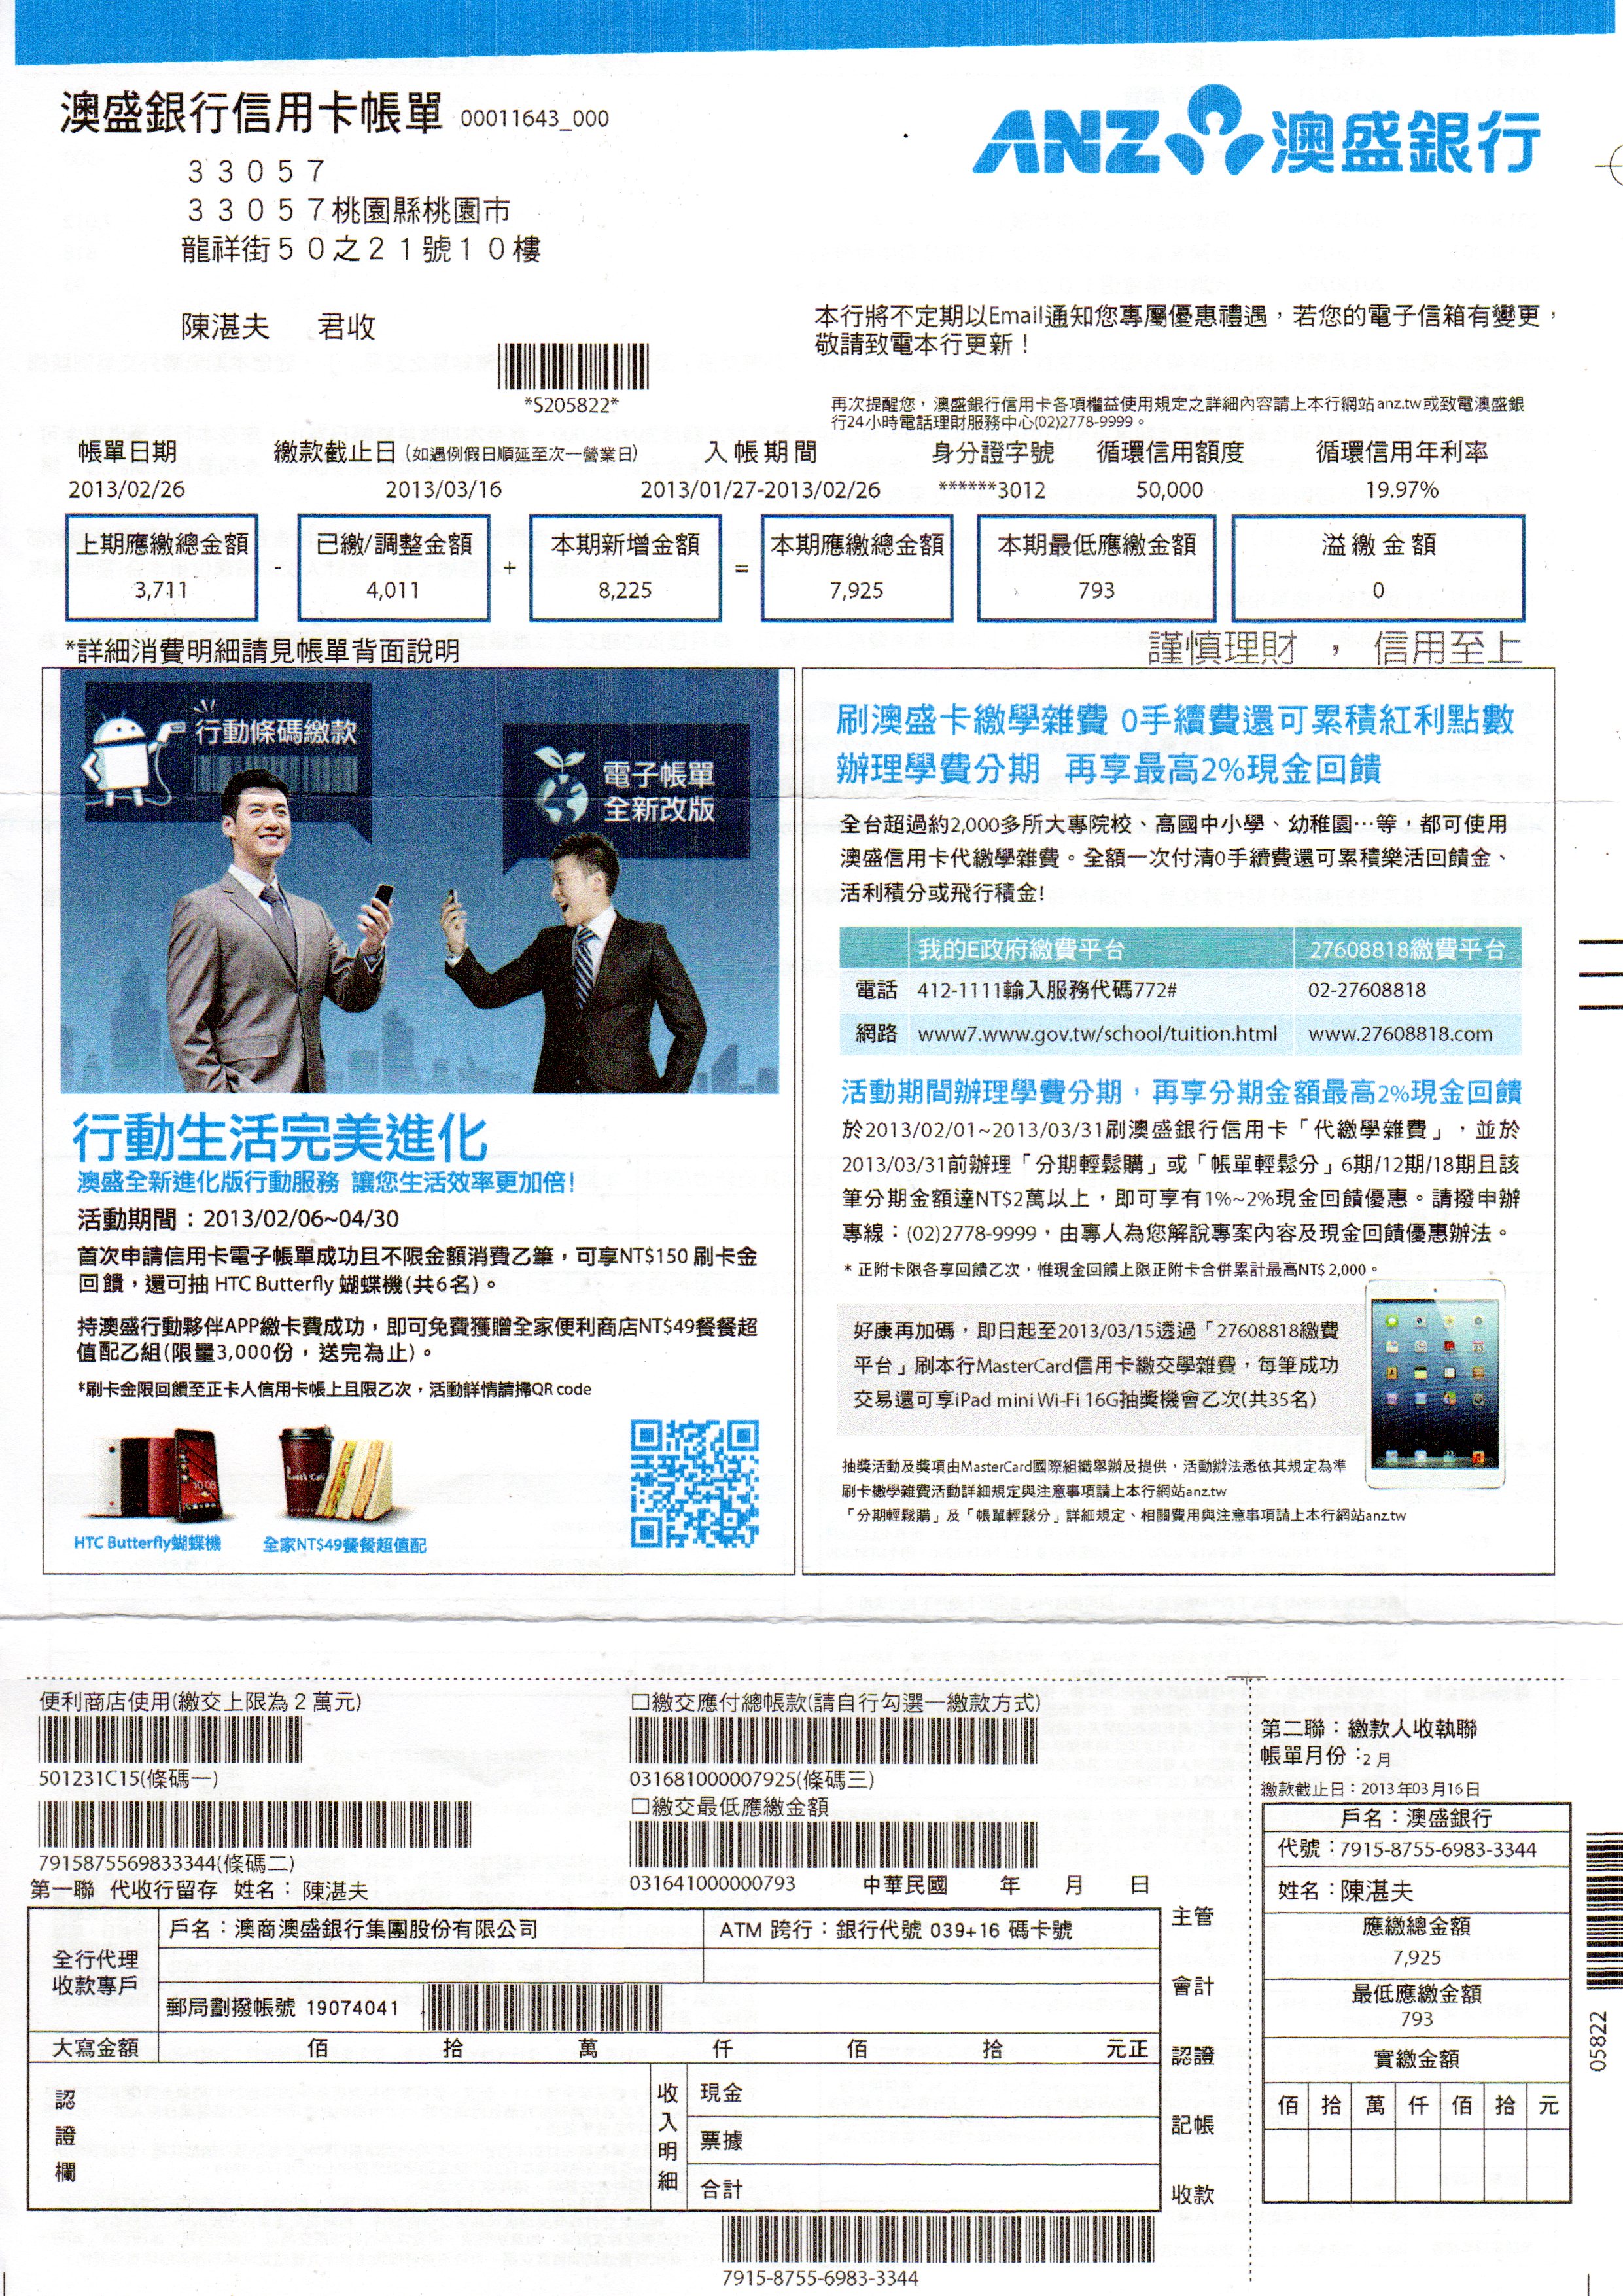 澳盛銀行信用卡帳單 00011643_000
ANZ 澳盛銀行
33057
33057桃園縣桃園市
龍祥街50之21號10樓
陳湛夫 君收
*S205822*
本行將不定期以Email通知您專屬優惠禮遇，若您的電子信箱有變更，
敬請致電本行更新！
再次提醒您，澳盛銀行信用卡各項權益使用規定之詳細內容請上本行網站anz.tw或致電澳盛銀
行24小時電話理財服務中心(02)2778-9999。
帳單日期 繳款截止日(如遇例假日順延至次一營業日) 入帳期間 身分證字號 循環信用額度 循環信用年利率
2013/02/26 2013/03/16 2013/01/27-2013/02/26 ******3012 50,000 19.97%
上期應繳總金額 已繳/調整金額 本期新增金額 本期應繳總金額 本期最低應繳金額 溢繳金額
3,711 - 4,011 + 8,225 = 7,925 793 0
*詳細消費明細請見帳單背面說明
謹慎理財 ， 信用至上
行動條碼繳款
電子帳單
全新改版
行動生活完美進化
澳盛全新進化版行動服務 讓您生活效率更加倍!
活動期間：2013/02/06~04/30
首次申請信用卡電子帳單成功且不限金額消費乙筆，可享NT$150 刷卡金
回饋，還可抽 HTC Butterfly 蝴蝶機(共6名)。
持澳盛行動夥伴APP繳卡費成功，即可免費獲贈全家便利商店NT$49餐餐超
值配乙組(限量3,000份，送完為止)。
*刷卡金限回饋至正卡人信用卡帳上且限乙次，活動詳情請掃QR code
HTC Butterfly蝴蝶機
全家NT$49餐餐超值配
刷澳盛卡繳學雜費 0手續費還可累積紅利點數
辦理學費分期 再享最高2%現金回饋
全台超過約2,000多所大專院校、高國中小學、幼稚園…等，都可使用
澳盛信用卡代繳學雜費。全額一次付清0手續費還可累積樂活回饋金、
活利積分或飛行積金!
我的E政府繳費平台 27608818繳費平台
電話 412-1111輸入服務代碼772# 02-27608818
網路 www7.www.gov.tw/school/tuition.html www.27608818.com
活動期間辦理學費分期，再享分期金額最高2%現金回饋
於2013/02/01~2013/03/31刷澳盛銀行信用卡「代繳學雜費」，並於
2013/03/31前辦理「分期輕鬆購」或「帳單輕鬆分」6期/12期/18期且該
筆分期金額達NT$2萬以上，即可享有1%~2%現金回饋優惠。請撥申辦
專線：(02)2778-9999，由專人為您解說專案內容及現金回饋優惠辦法。
* 正附卡限各享回饋乙次，惟現金回饋上限正附卡合併累計最高NT$ 2,000。
好康再加碼，即日起至2013/03/15透過「27608818繳費
平台」刷本行MasterCard信用卡繳交學雜費，每筆成功
交易還可享iPad mini Wi-Fi 16G抽獎機會乙次(共35名)
抽獎活動及獎項由MasterCard國際組織舉辦及提供，活動辦法悉依其規定為準
刷卡繳學雜費活動詳細規定與注意事項請上本行網站anz.tw
「分期輕鬆購」及「帳單輕鬆分」詳細規定、相關費用與注意事項請上本行網站anz.tw
便利商店使用(繳交上限為２萬元)
501231C15(條碼一)
7915875569833344(條碼二)
□繳交應付總帳款(請自行勾選一繳款方式)
031681000007925(條碼三)
□繳交最低應繳金額
031641000000793 中華民國 年 月 日
第一聯 代收行留存 姓名：陳湛夫
全行代理
收款專戶
戶名：澳商澳盛銀行集團股份有限公司 ATM 跨行：銀行代號 039+16 碼卡號
郵局劃撥帳號 19074041
大寫金額 佰 拾 萬 仟 佰 拾 元正
認證欄
收入明細
現金
票據
合計
主管
會計
認證
記帳
收款
7915-8755-6983-3344
第二聯：繳款人收執聯
帳單月份：2 月
繳款截止日：2013年03月16日
戶名：澳盛銀行
代號：7915-8755-6983-3344
姓名：陳湛夫
應繳總金額
7,925
最低應繳金額
793
實繳金額
佰 拾 萬 仟 佰 拾 元
05822